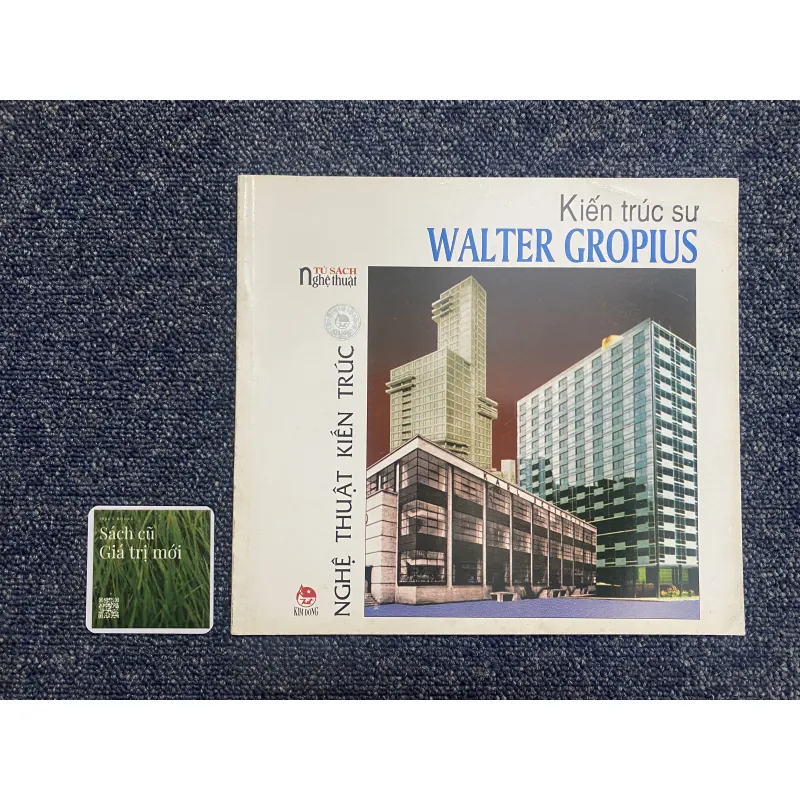 Kiến trúc sư
WALTER GROPIUS
TỦ SÁCH
nghệ thuật
NGHỆ THUẬT KIẾN TRÚC
KIM ĐỒNG
Sách cũ
Giá trị mới